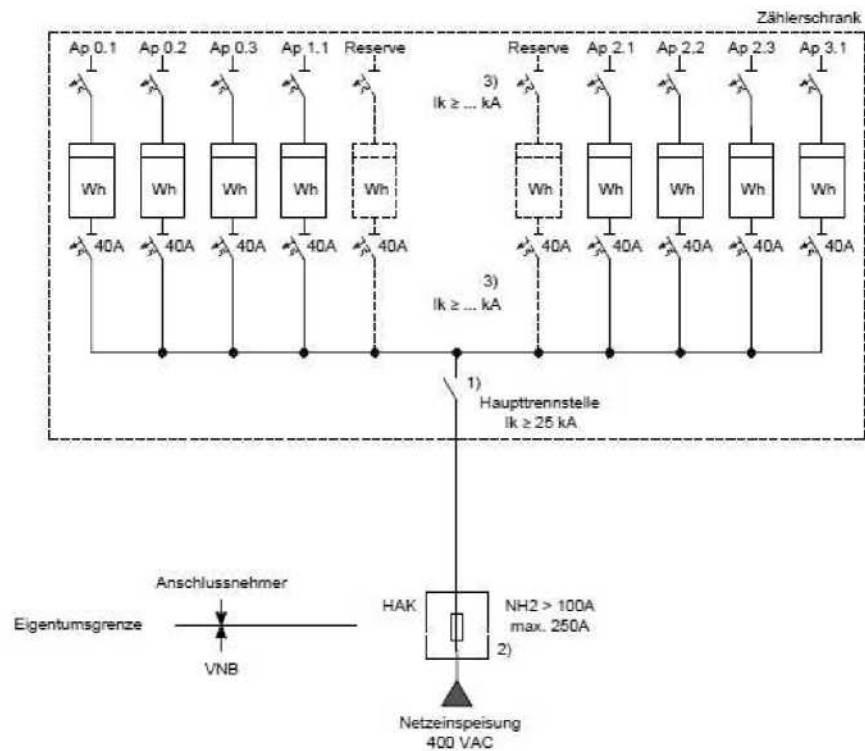 Zählerschrank
Ap 0.1 Ap 0.2 Ap 0.3 Ap 1.1 Reserve Reserve Ap 2.1 Ap 2.2 Ap 2.3 Ap 3.1
3)
Ik ≥ ... kA
Wh Wh Wh Wh Wh Wh Wh Wh Wh Wh
40A 40A 40A 40A 40A 40A 40A 40A 40A 40A
3)
Ik ≥ ... kA
1)
Haupttrennstelle
Ik ≥ 25 kA
Anschlussnehmer
Eigentumsgrenze
VNB
HAK
NH2 > 100A
max. 250A
2)
Netzeinspeisung
400 VAC